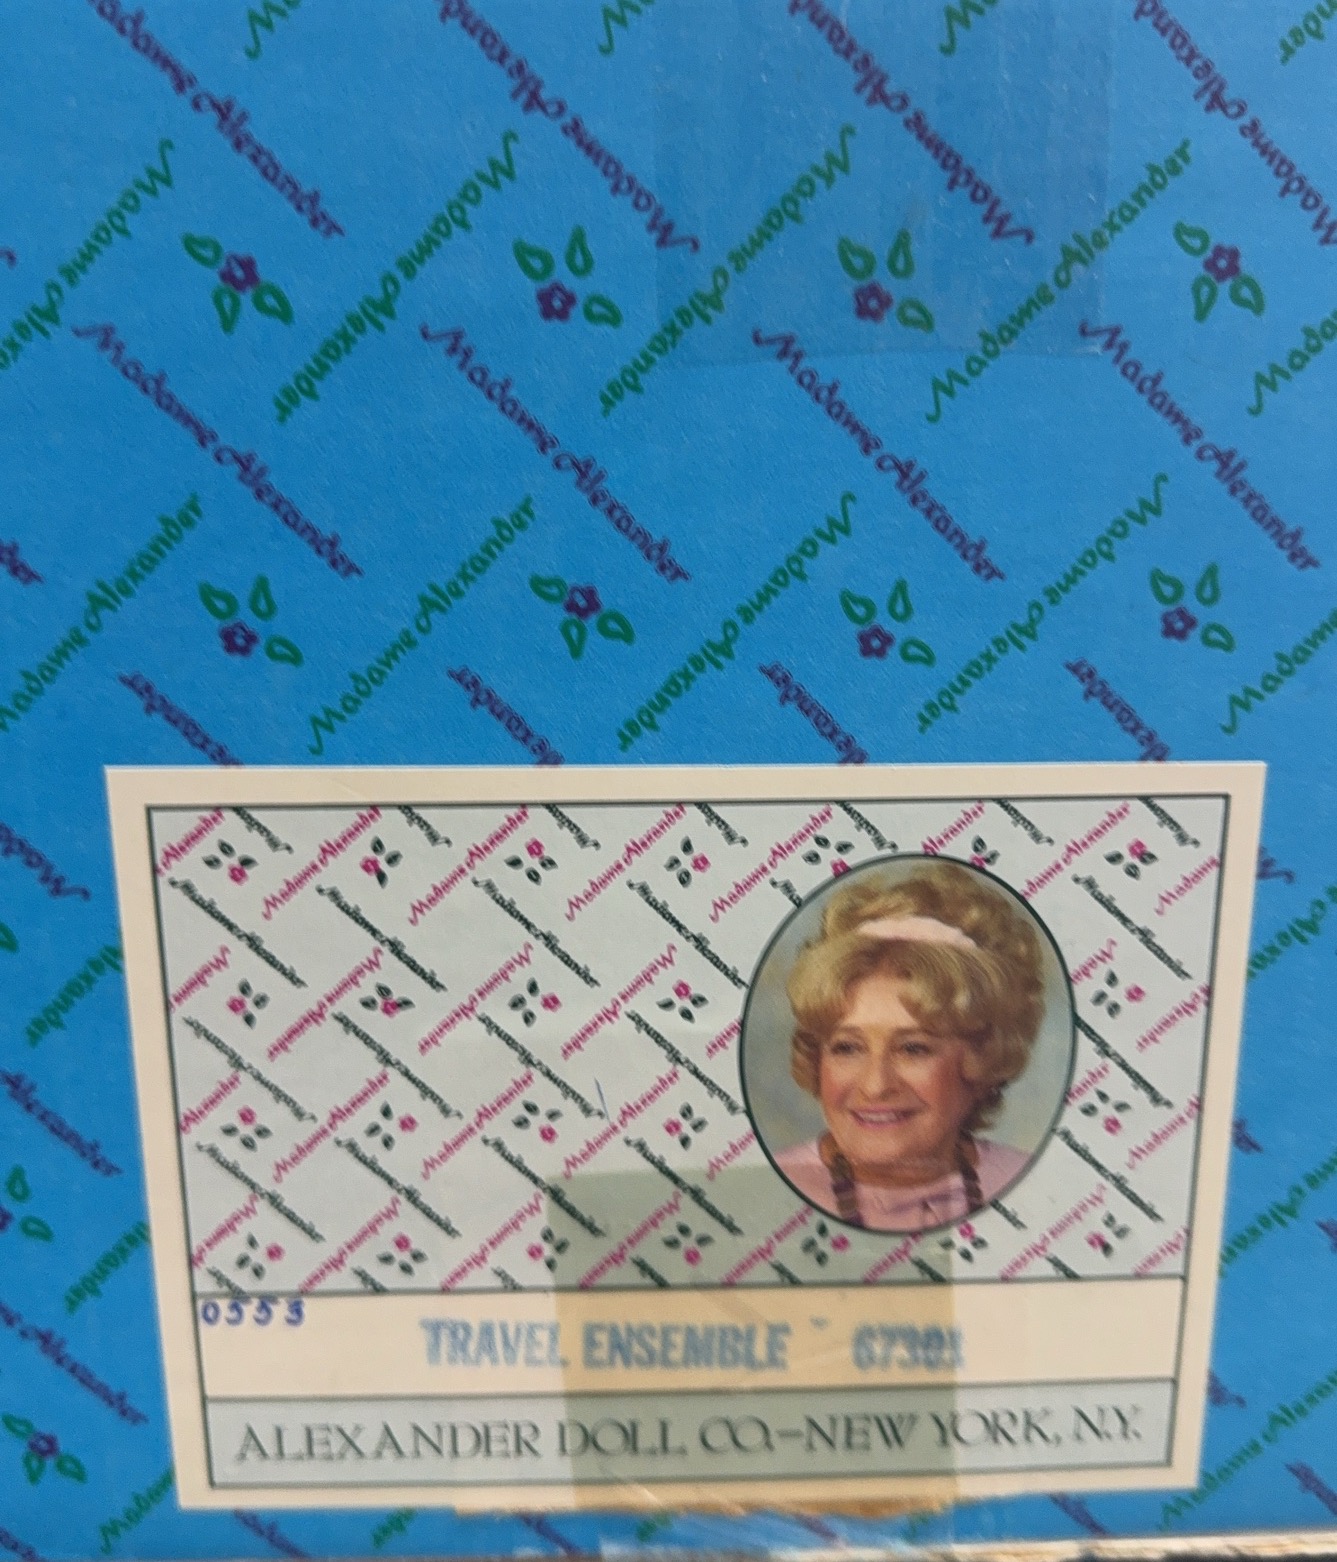 Madame Alexander
0553
TRAVEL ENSEMBLE
ALEXANDER DOLL CO.-NEW YORK, N.Y.